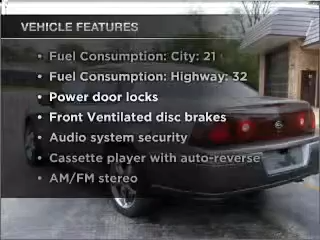 VEHICLE FEATURES
• Fuel Consumption: City: 21
• Fuel Consumption: Highway: 32
• Power door locks
• Front Ventilated disc brakes
• Audio system security
• Cassette player with auto-reverse
• AM/FM stereo